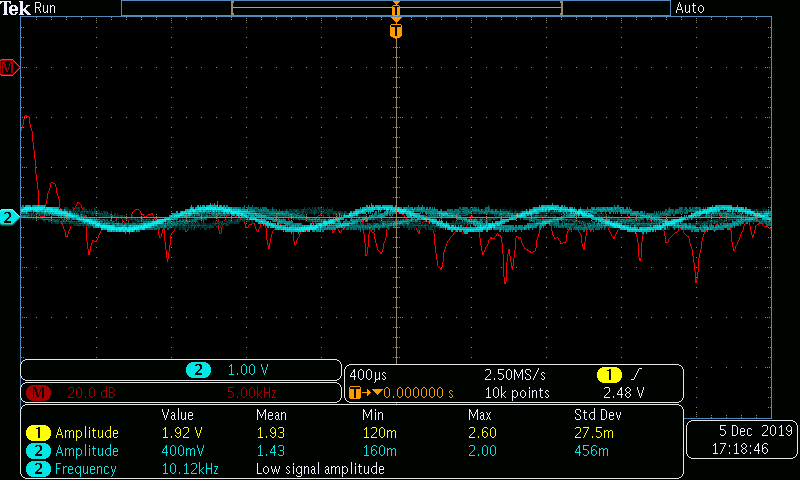 Tek Run Auto
T
T
M
2
2 1.00 V
M 20.0 dB 5.00kHz
400µs 2.50MS/s 1
T 0.000000 s 10k points 2.48 V
Value Mean Min Max Std Dev
1 Amplitude 1.92 V 1.93 120m 2.60 27.5m
2 Amplitude 400mV 1.43 160m 2.00 456m
2 Frequency 10.12kHz Low signal amplitude
5 Dec 2019
17:18:46